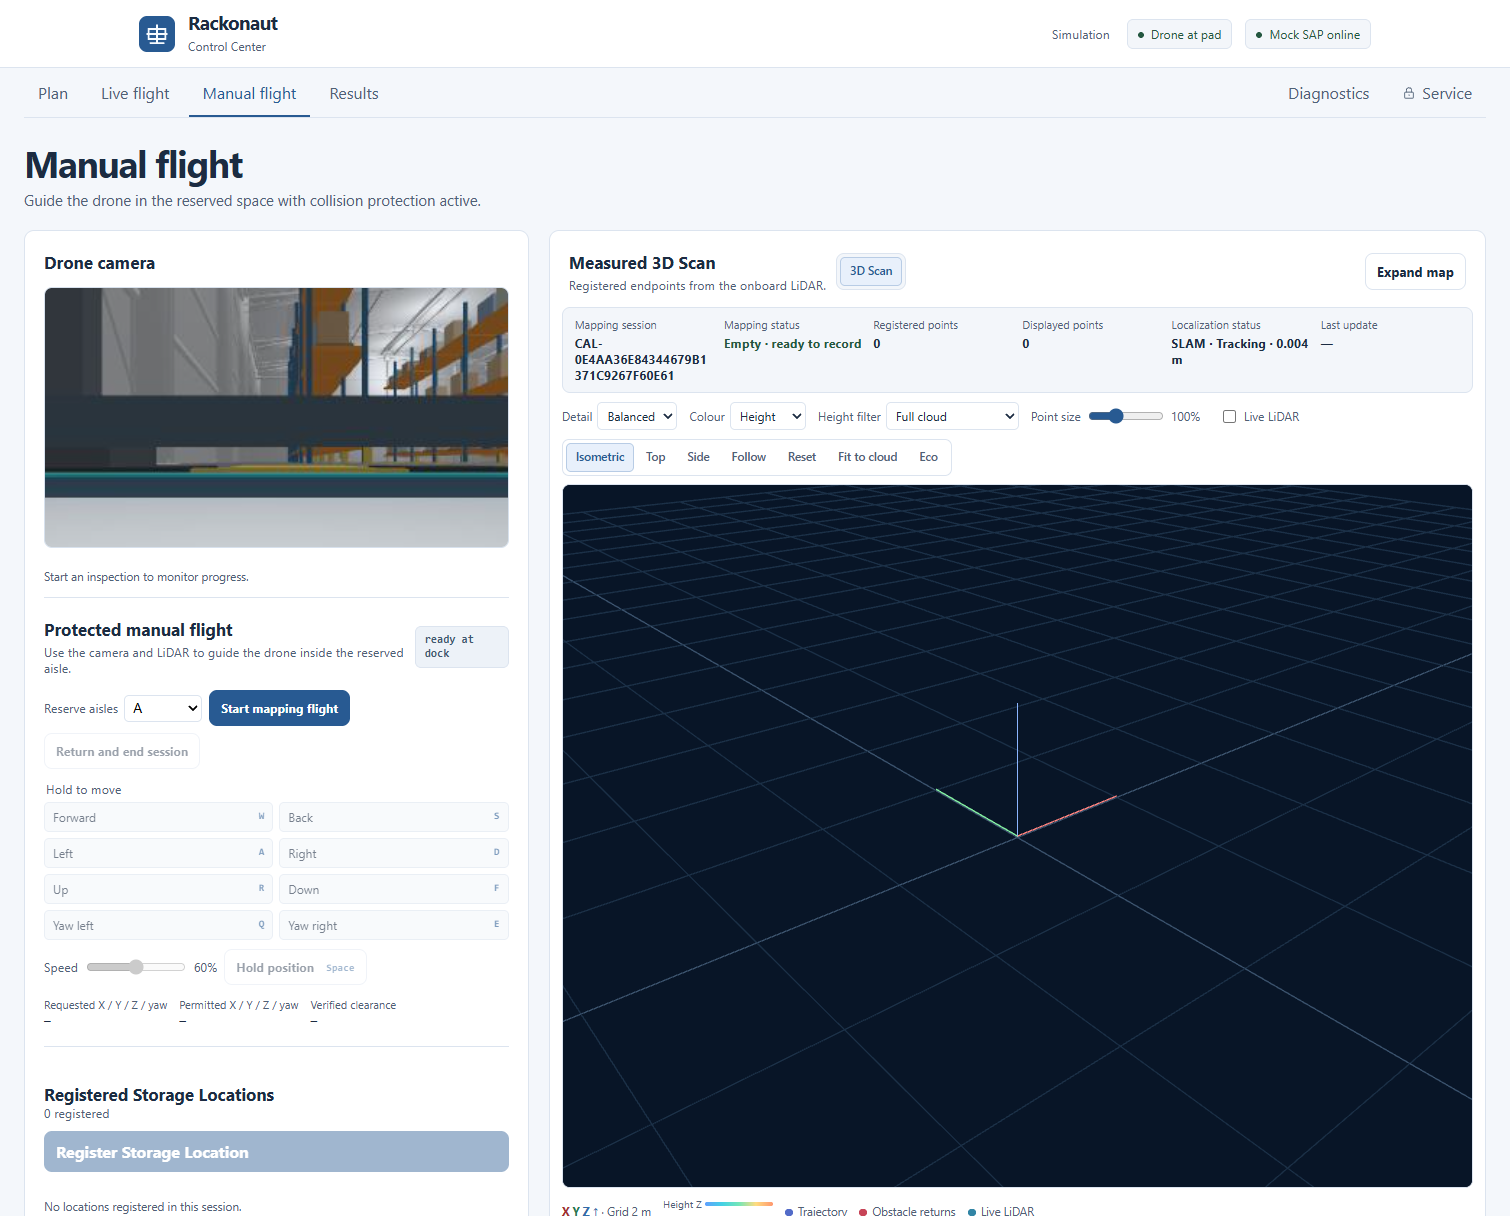 Rackonaut
Control Center
Simulation
Drone at pad
Mock SAP online
Plan
Live flight
Manual flight
Results
Diagnostics
Service
Manual flight
Guide the drone in the reserved space with collision protection active.
Drone camera
Start an inspection to monitor progress.
Protected manual flight
Use the camera and LiDAR to guide the drone inside the reserved
aisle.
ready at
dock
Reserve aisles
A
Start mapping flight
Return and end session
Hold to move
Forward W
Back S
Left A
Right D
Up R
Down F
Yaw left Q
Yaw right E
Speed 60%
Hold position Space
Requested X / Y / Z / yaw
–
Permitted X / Y / Z / yaw
–
Verified clearance
–
Registered Storage Locations
0 registered
Register Storage Location
No locations registered in this session.
Measured 3D Scan
Registered endpoints from the onboard LiDAR.
3D Scan
Expand map
Mapping session
CAL-
0E4AA36E84344679B1
371C9267F60E61
Mapping status
Empty · ready to record
Registered points
0
Displayed points
0
Localization status
SLAM · Tracking · 0.004
m
Last update
—
Detail Balanced
Colour Height
Height filter Full cloud
Point size 100%
Live LiDAR
Isometric
Top
Side
Follow
Reset
Fit to cloud
Eco
X Y Z ↑ · Grid 2 m
Height Z
Trajectory
Obstacle returns
Live LiDAR